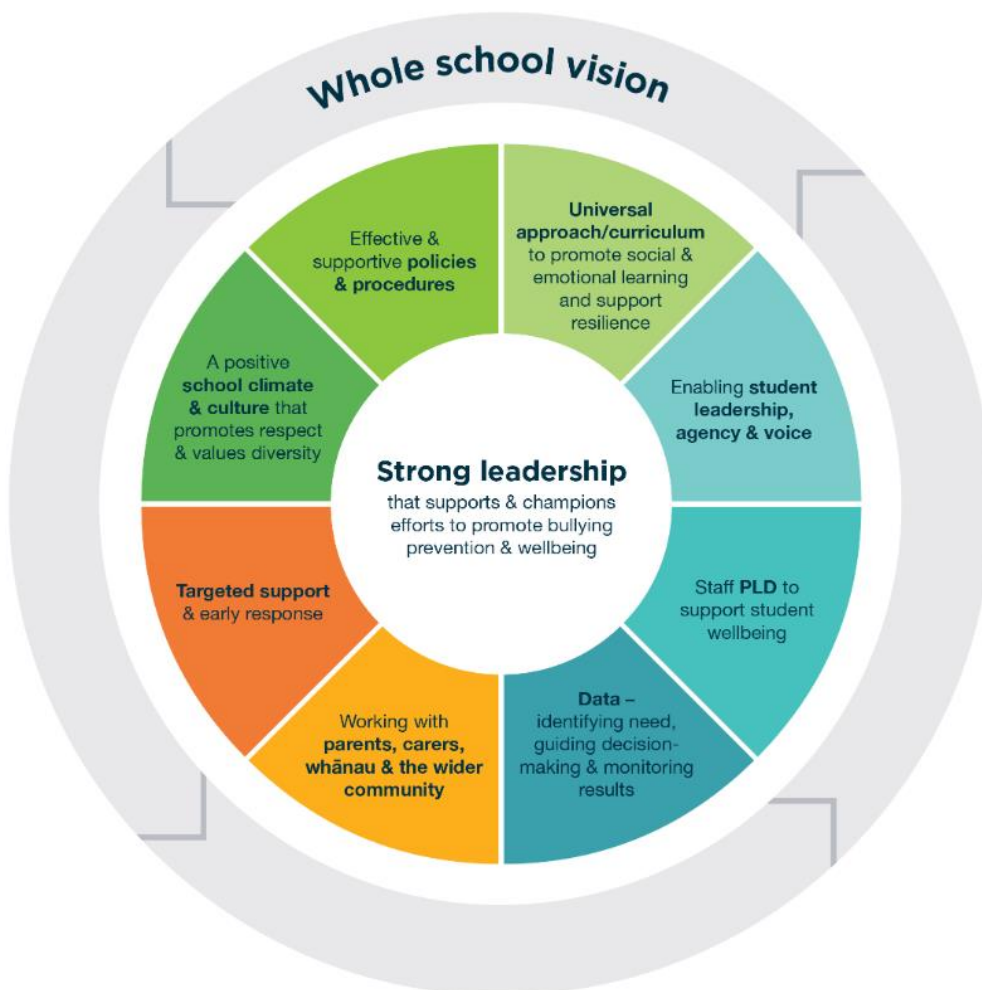 Whole school vision
Effective &
supportive policies
& procedures
Universal
approach/curriculum
to promote social &
emotional learning
and support
resilience
A positive
school climate
& culture that
promotes respect
& values diversity
Enabling student
leadership,
agency & voice
Strong leadership
that supports & champions
efforts to promote bullying
prevention & wellbeing
Targeted support
& early response
Staff PLD to
support student
wellbeing
Working with
parents, carers,
whānau & the wider
community
Data –
identifying need,
guiding decision-
making & monitoring
results